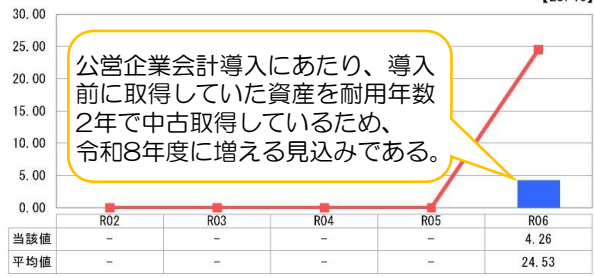 30.00
25.00
20.00
15.00
10.00
5.00
0.00
公営企業会計導入にあたり、導入
前に取得していた資産を耐用年数
2年で中古取得しているため、
令和8年度に増える見込みである。
R02 R03 R04 R05 R06
当該値 － － － － 4.26
平均値 － － － － 24.53